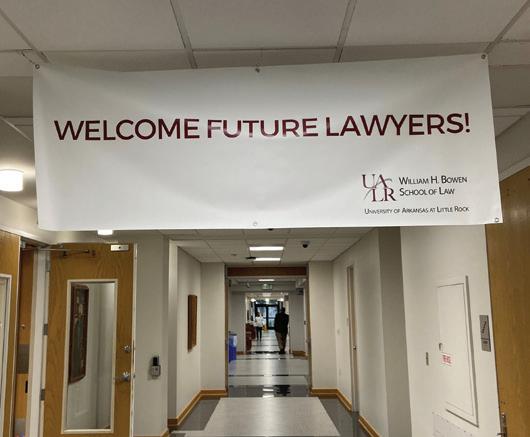 WELCOME FUTURE LAWYERS!
UALR
WILLIAM H. BOWEN
SCHOOL OF LAW
UNIVERSITY OF ARKANSAS AT LITTLE ROCK